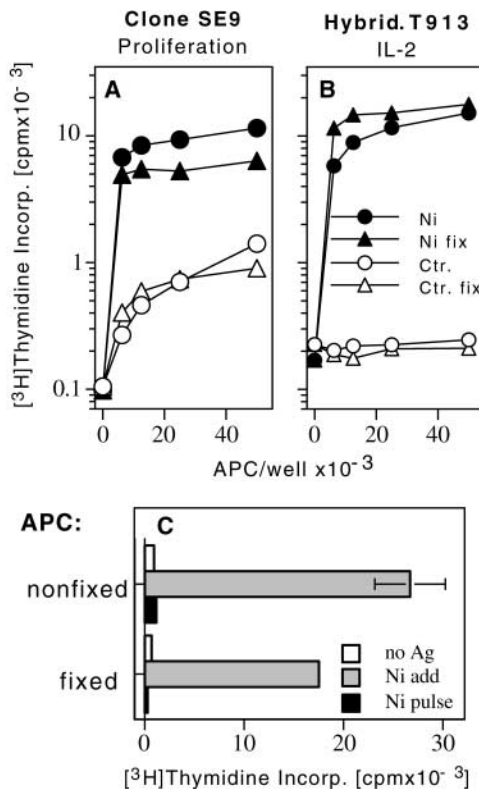 Clone SE9
Proliferation
Hybrid. T913
IL-2
[³H]Thymidine Incorp. [cpmx10⁻³]
A
B
10
1
0.1
Ni
Ni fix
Ctr.
Ctr. fix
0 20 40
0 20 40
APC/well x10⁻³
APC:
C
nonfixed
fixed
no Ag
Ni add
Ni pulse
0 10 20 30
[³H]Thymidine Incorp. [cpmx10⁻³]